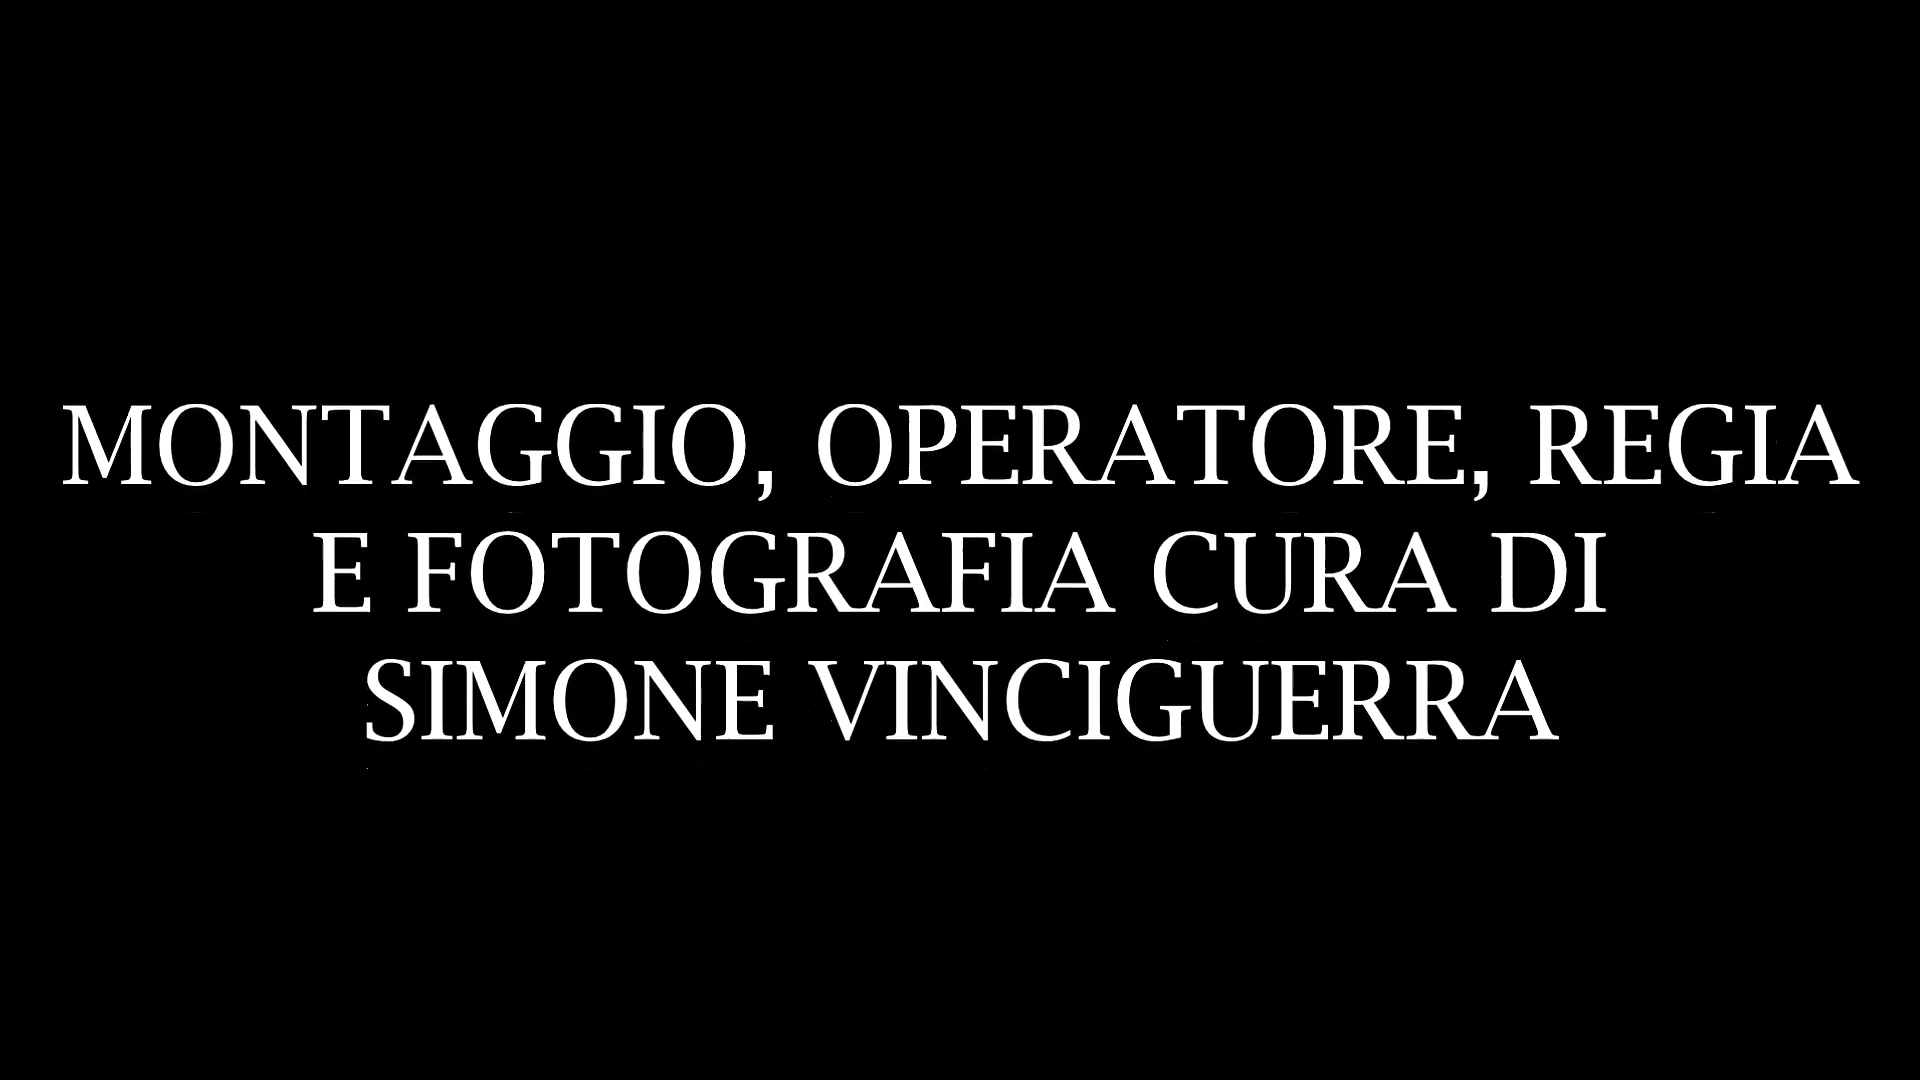 MONTAGGIO, OPERATORE, REGIA
E FOTOGRAFIA CURA DI
SIMONE VINCIGUERRA